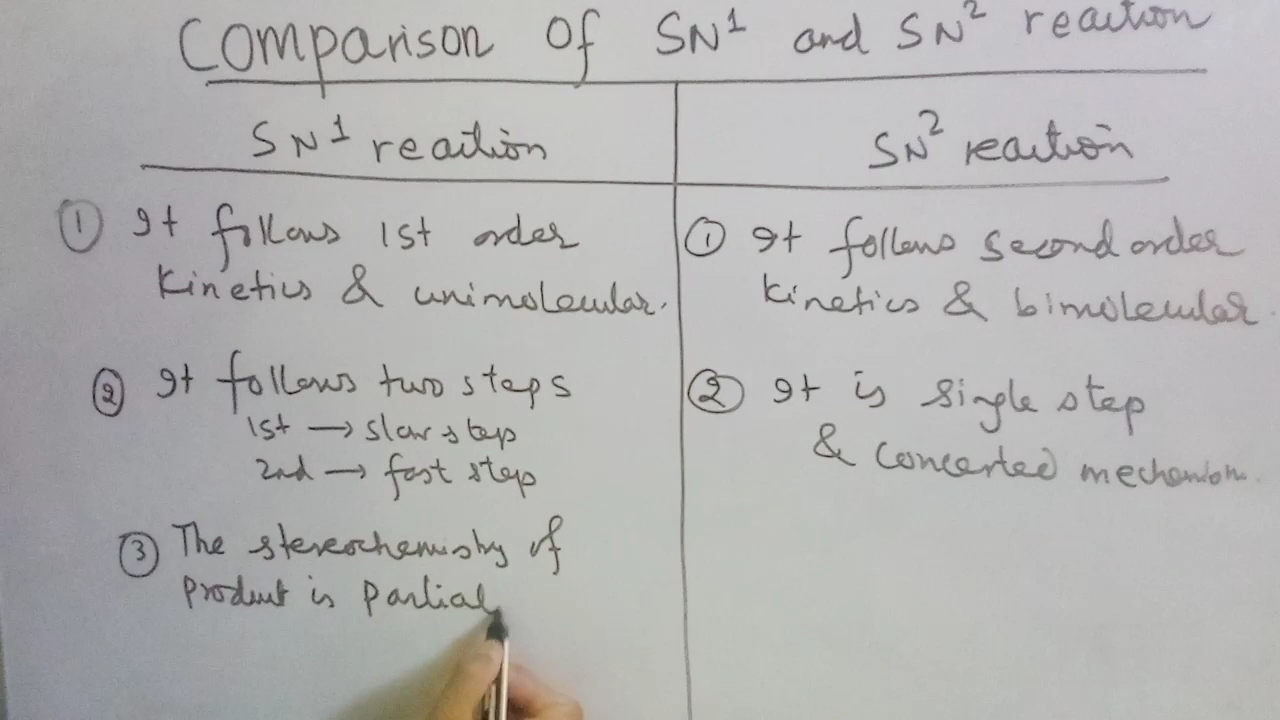 Comparison of SN1 and SN2 reaction
SN1 reaction
① It follows 1st order
kinetics & unimolecular.
② It follows two steps
1st → slow step
2nd → fast step
③ The stereochemistry of
product is partial
SN2 reaction
① It follows second order
kinetics & bimolecular.
② It is single step
& concerted mechanism.